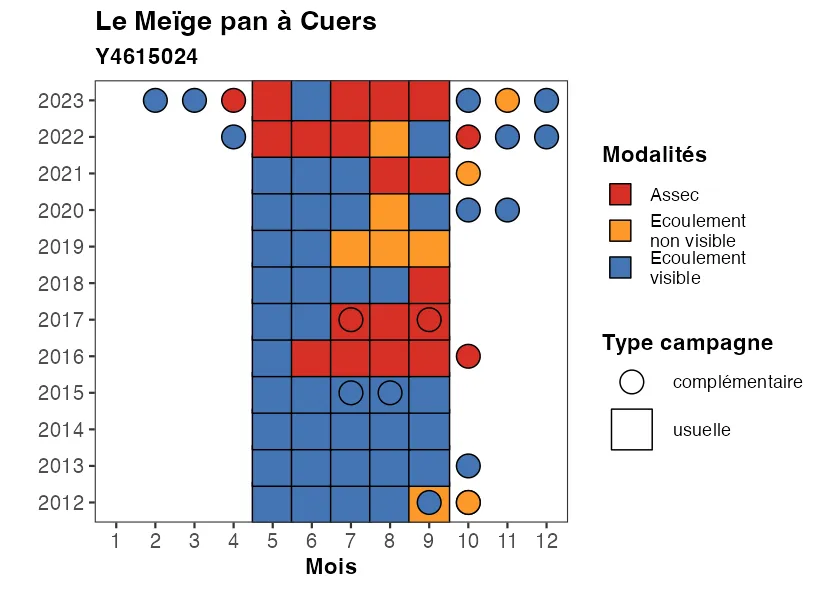 Le Meïge pan à Cuers
Y4615024
2023
2022
2021
2020
2019
2018
2017
2016
2015
2014
2013
2012
1 2 3 4 5 6 7 8 9 10 11 12
Mois
Modalités
Assec
Ecoulement
non visible
Ecoulement
visible
Type campagne
complémentaire
usuelle